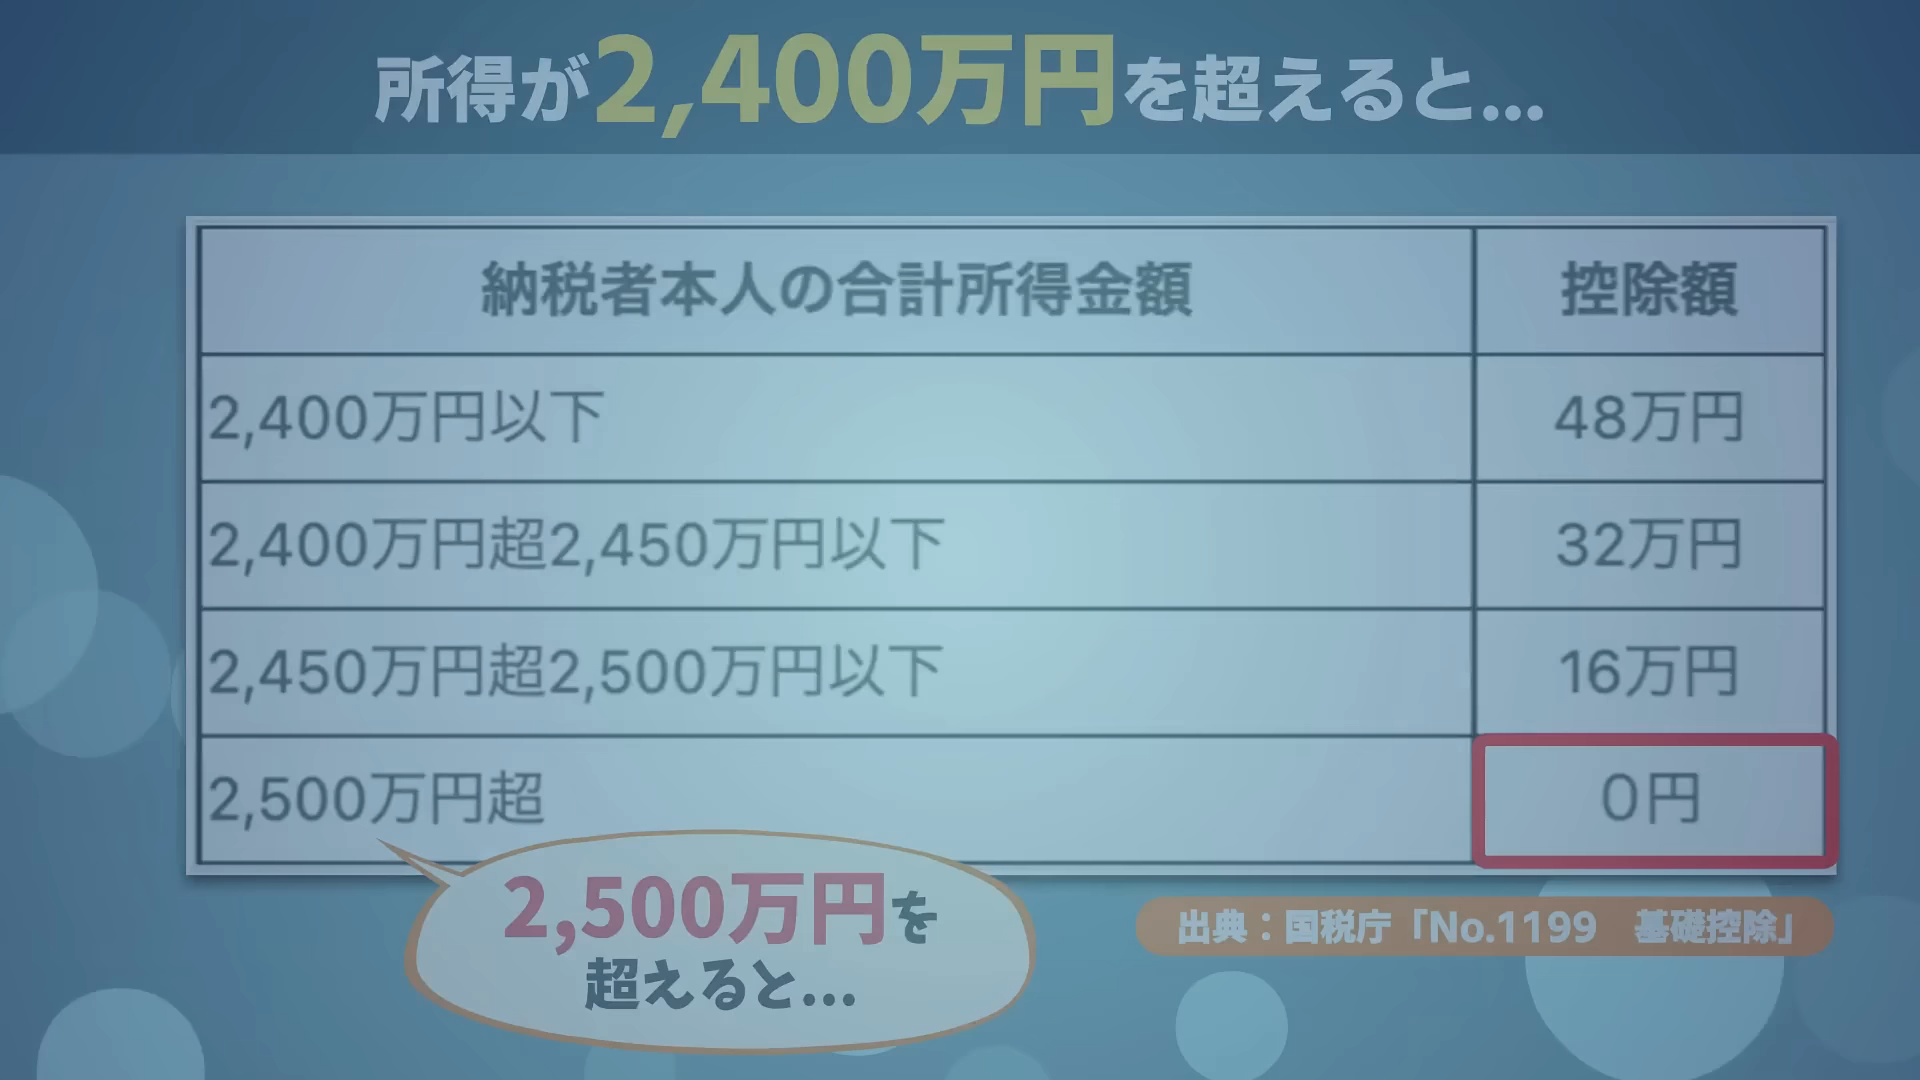 所得が2,400万円を超えると...
納税者本人の合計所得金額 控除額
2,400万円以下 48万円
2,400万円超2,450万円以下 32万円
2,450万円超2,500万円以下 16万円
2,500万円超 0円
2,500万円を
超えると...
出典：国税庁「No.1199　基礎控除」